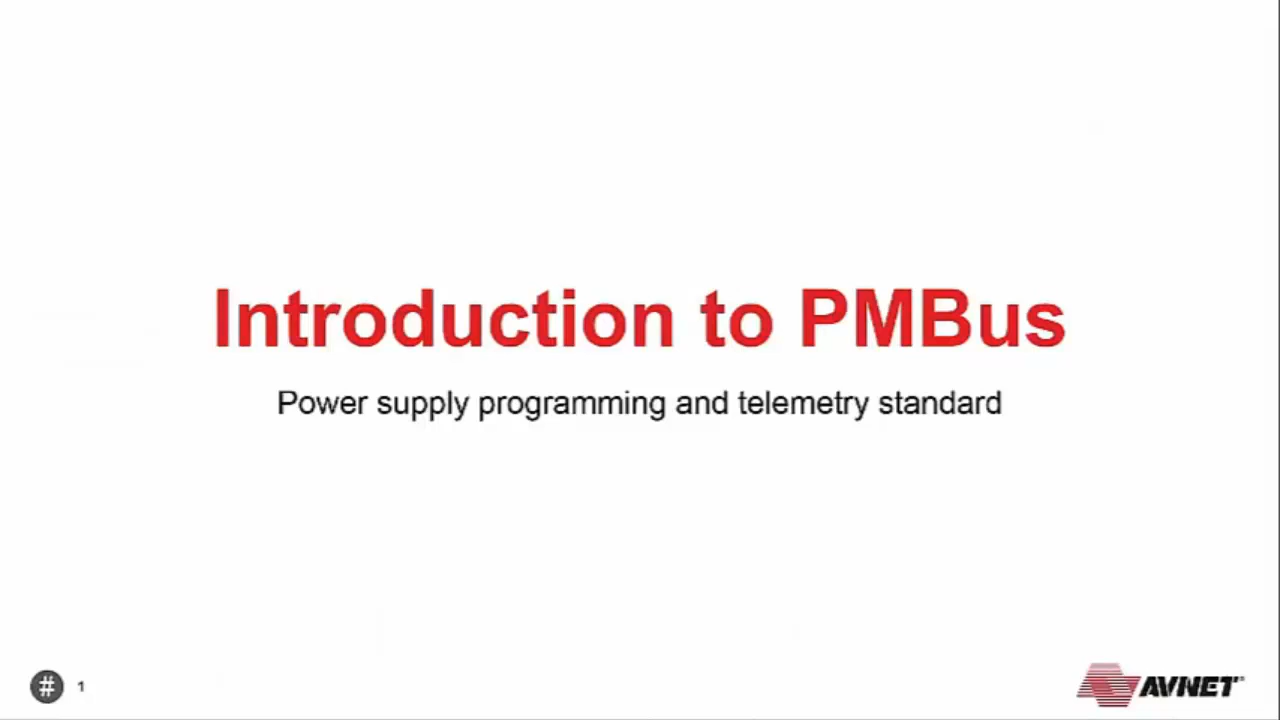 Introduction to PMBus
Power supply programming and telemetry standard
# 1
AVNET